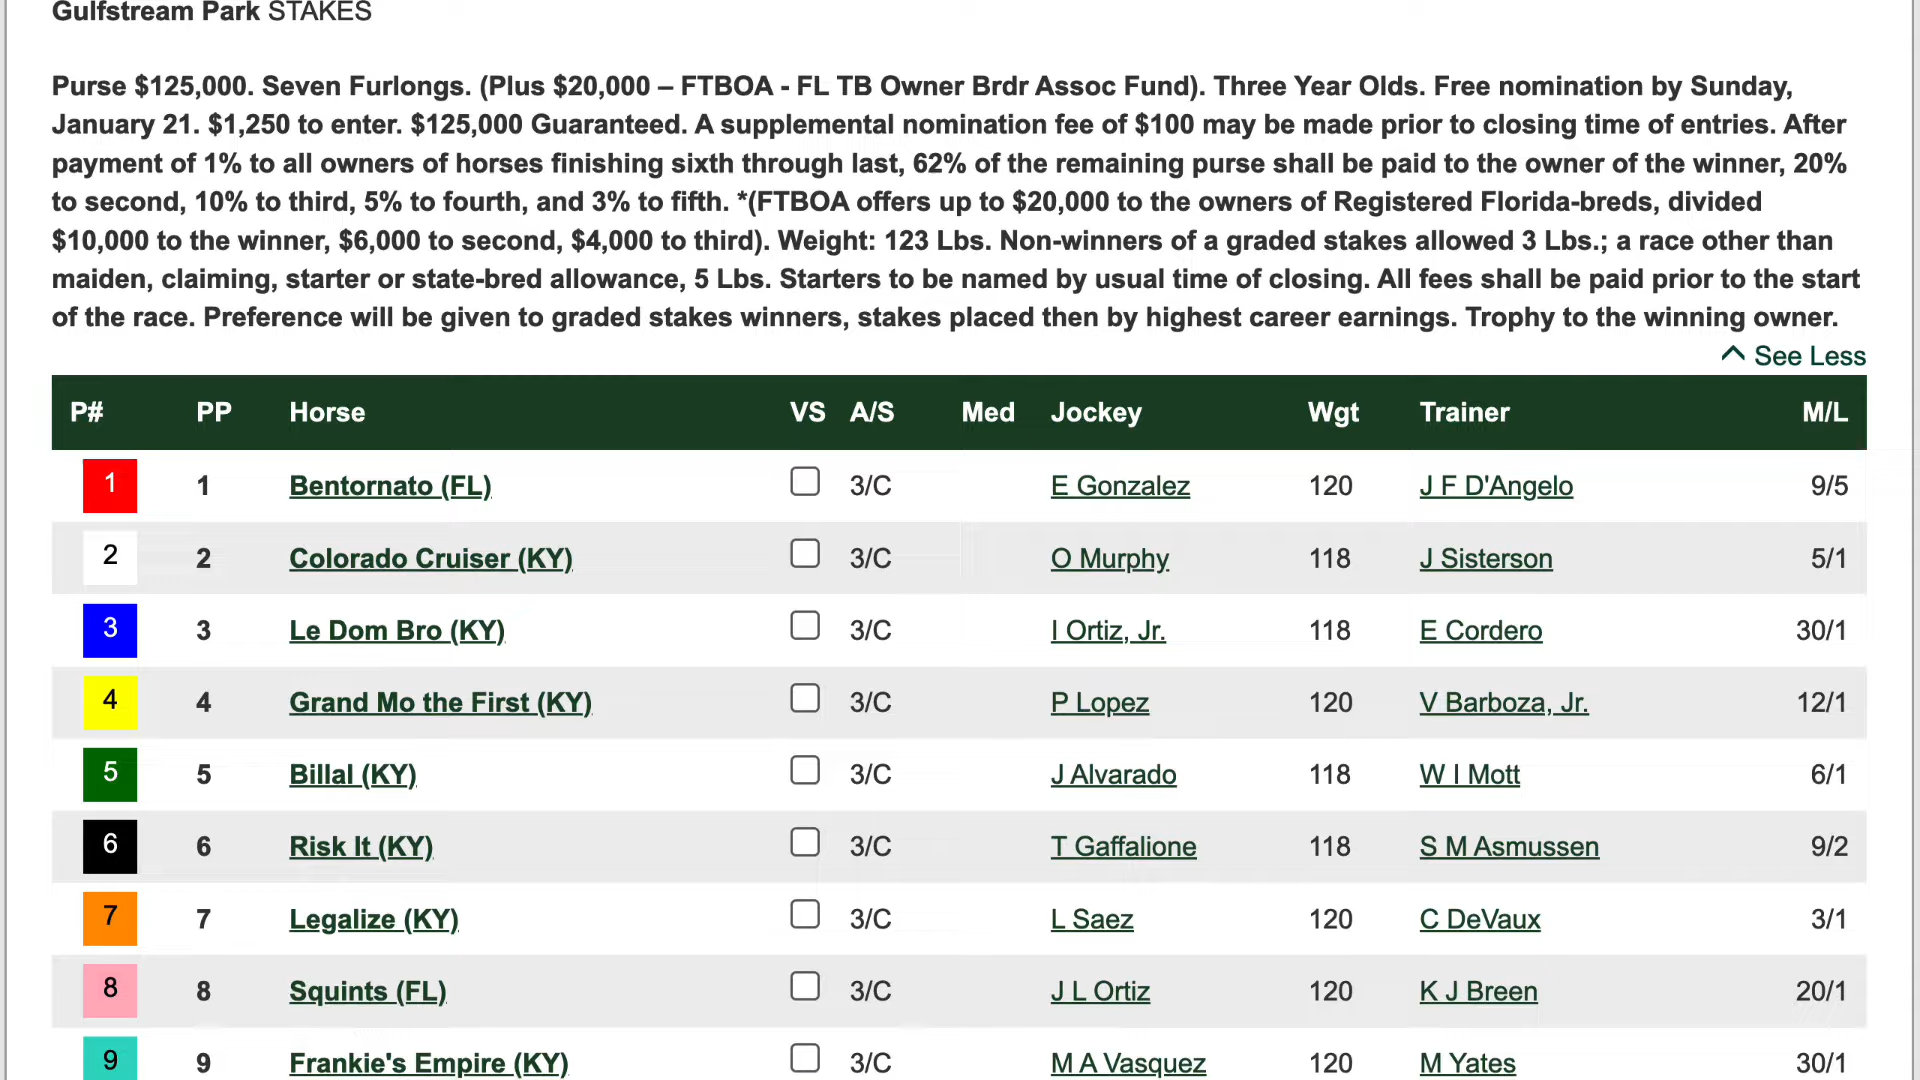 Gulfstream Park STAKES
Purse $125,000. Seven Furlongs. (Plus $20,000 – FTBOA - FL TB Owner Brdr Assoc Fund). Three Year Olds. Free nomination by Sunday,
January 21. $1,250 to enter. $125,000 Guaranteed. A supplemental nomination fee of $100 may be made prior to closing time of entries. After
payment of 1% to all owners of horses finishing sixth through last, 62% of the remaining purse shall be paid to the owner of the winner, 20%
to second, 10% to third, 5% to fourth, and 3% to fifth. *(FTBOA offers up to $20,000 to the owners of Registered Florida-breds, divided
$10,000 to the winner, $6,000 to second, $4,000 to third). Weight: 123 Lbs. Non-winners of a graded stakes allowed 3 Lbs.; a race other than
maiden, claiming, starter or state-bred allowance, 5 Lbs. Starters to be named by usual time of closing. All fees shall be paid prior to the start
of the race. Preference will be given to graded stakes winners, stakes placed then by highest career earnings. Trophy to the winning owner.
See Less
P# PP Horse VS A/S Med Jockey Wgt Trainer M/L
1 1 Bentornato (FL) 3/C E Gonzalez 120 J F D'Angelo 9/5
2 2 Colorado Cruiser (KY) 3/C O Murphy 118 J Sisterson 5/1
3 3 Le Dom Bro (KY) 3/C I Ortiz, Jr. 118 E Cordero 30/1
4 4 Grand Mo the First (KY) 3/C P Lopez 120 V Barboza, Jr. 12/1
5 5 Billal (KY) 3/C J Alvarado 118 W I Mott 6/1
6 6 Risk It (KY) 3/C T Gaffalione 118 S M Asmussen 9/2
7 7 Legalize (KY) 3/C L Saez 120 C DeVaux 3/1
8 8 Squints (FL) 3/C J L Ortiz 120 K J Breen 20/1
9 9 Frankie's Empire (KY) 3/C M A Vasquez 120 M Yates 30/1